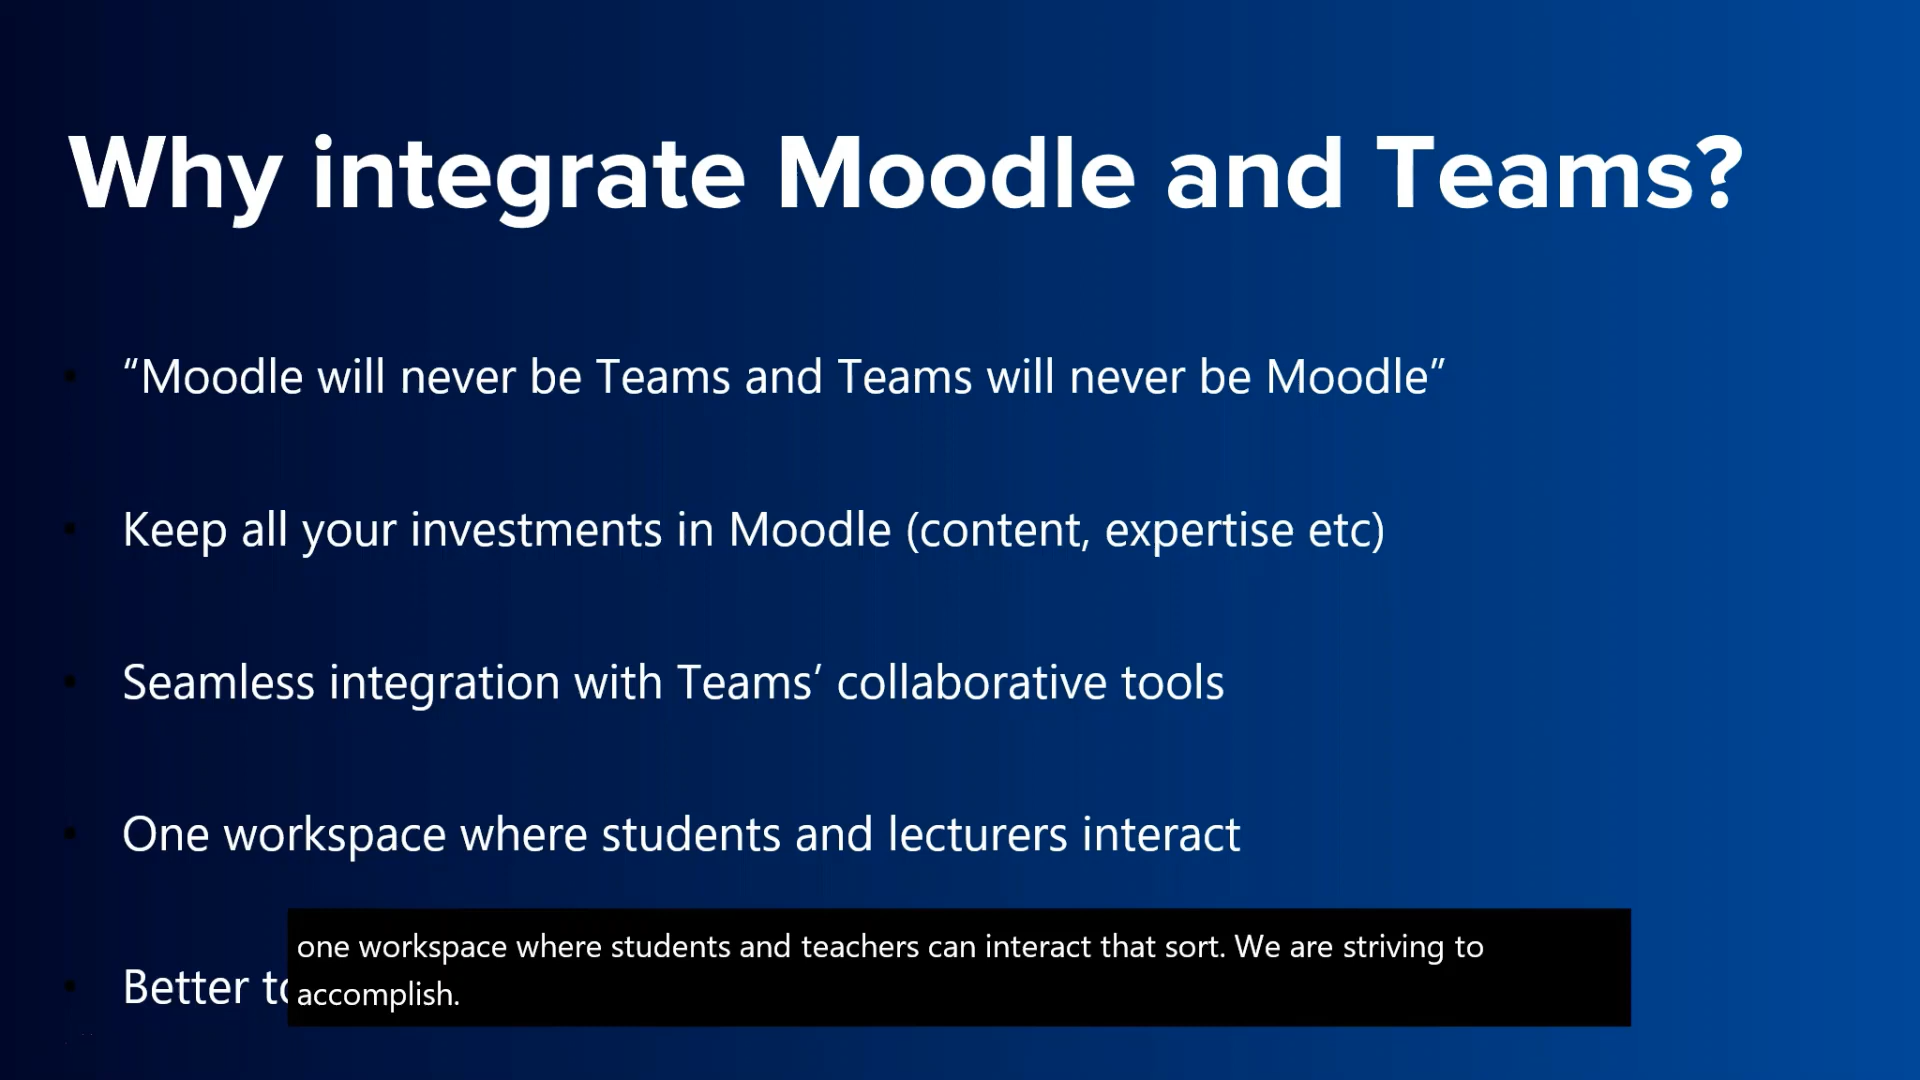 Why integrate Moodle and Teams?
• “Moodle will never be Teams and Teams will never be Moodle”
• Keep all your investments in Moodle (content, expertise etc)
• Seamless integration with Teams’ collaborative tools
• One workspace where students and lecturers interact
• Better
one workspace where students and teachers can interact that sort. We are striving to
accomplish.